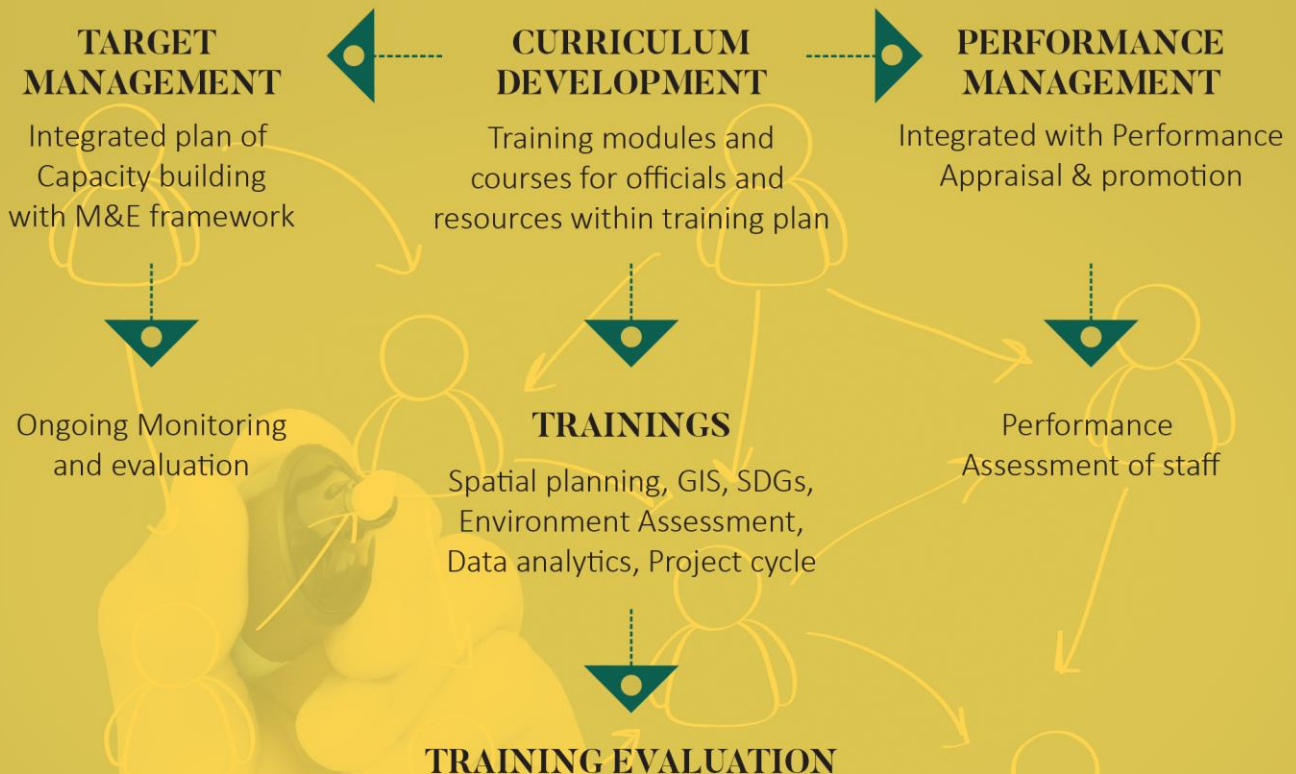 TARGET
MANAGEMENT
Integrated plan of
Capacity building
with M&E framework
Ongoing Monitoring
and evaluation
CURRICULUM
DEVELOPMENT
Training modules and
courses for officials and
resources within training plan
TRAININGS
Spatial planning, GIS, SDGs,
Environment Assessment,
Data analytics, Project cycle
TRAINING EVALUATION
PERFORMANCE
MANAGEMENT
Integrated with Performance
Appraisal & promotion
Performance
Assessment of staff